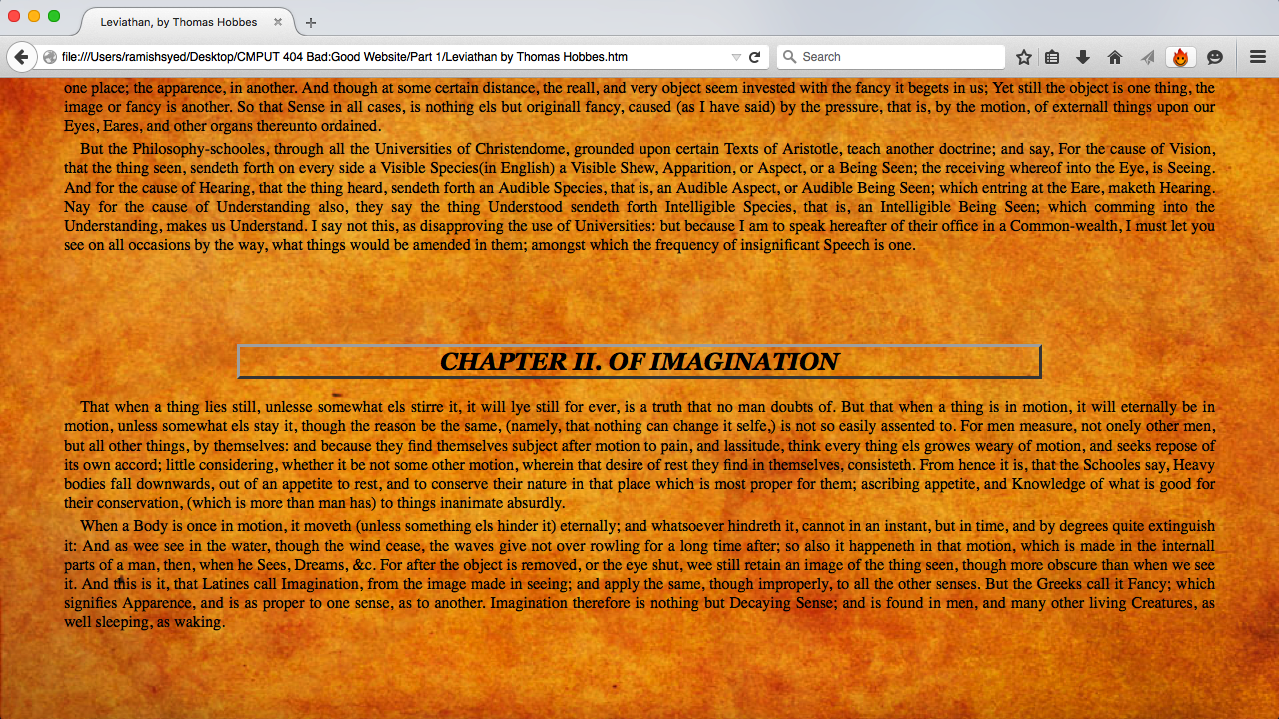 Leviathan, by Thomas Hobbes
file:///Users/ramishsyed/Desktop/CMPUT 404 Bad:Good Website/Part 1/Leviathan by Thomas Hobbes.htm
Search
one place; the apparence, in another. And though at some certain distance, the reall, and very object seem invested with the fancy it begets in us; Yet still the object is one thing, the
image or fancy is another. So that Sense in all cases, is nothing els but originall fancy, caused (as I have said) by the pressure, that is, by the motion, of externall things upon our
Eyes, Eares, and other organs thereunto ordained.
But the Philosophy-schooles, through all the Universities of Christendome, grounded upon certain Texts of Aristotle, teach another doctrine; and say, For the cause of Vision,
that the thing seen, sendeth forth on every side a Visible Species(in English) a Visible Shew, Apparition, or Aspect, or a Being Seen; the receiving whereof into the Eye, is Seeing.
And for the cause of Hearing, that the thing heard, sendeth forth an Audible Species, that is, an Audible Aspect, or Audible Being Seen; which entring at the Eare, maketh Hearing.
Nay for the cause of Understanding also, they say the thing Understood sendeth forth Intelligible Species, that is, an Intelligible Being Seen; which comming into the
Understanding, makes us Understand. I say not this, as disapproving the use of Universities: but because I am to speak hereafter of their office in a Common-wealth, I must let you
see on all occasions by the way, what things would be amended in them; amongst which the frequency of insignificant Speech is one.
CHAPTER II. OF IMAGINATION
That when a thing lies still, unlesse somewhat els stirre it, it will lye still for ever, is a truth that no man doubts of. But that when a thing is in motion, it will eternally be in
motion, unless somewhat els stay it, though the reason be the same, (namely, that nothing can change it selfe,) is not so easily assented to. For men measure, not onely other men,
but all other things, by themselves: and because they find themselves subject after motion to pain, and lassitude, think every thing els growes weary of motion, and seeks repose of
its own accord; little considering, whether it be not some other motion, wherein that desire of rest they find in themselves, consisteth. From hence it is, that the Schooles say, Heavy
bodies fall downwards, out of an appetite to rest, and to conserve their nature in that place which is most proper for them; ascribing appetite, and Knowledge of what is good for
their conservation, (which is more than man has) to things inanimate absurdly.
When a Body is once in motion, it moveth (unless something els hinder it) eternally; and whatsoever hindreth it, cannot in an instant, but in time, and by degrees quite extinguish
it: And as wee see in the water, though the wind cease, the waves give not over rowling for a long time after; so also it happeneth in that motion, which is made in the internall
parts of a man, then, when he Sees, Dreams, &c. For after the object is removed, or the eye shut, wee still retain an image of the thing seen, though more obscure than when we see
it. And this is it, that Latines call Imagination, from the image made in seeing; and apply the same, though improperly, to all the other senses. But the Greeks call it Fancy; which
signifies Apparence, and is as proper to one sense, as to another. Imagination therefore is nothing but Decaying Sense; and is found in men, and many other living Creatures, as
well sleeping, as waking.